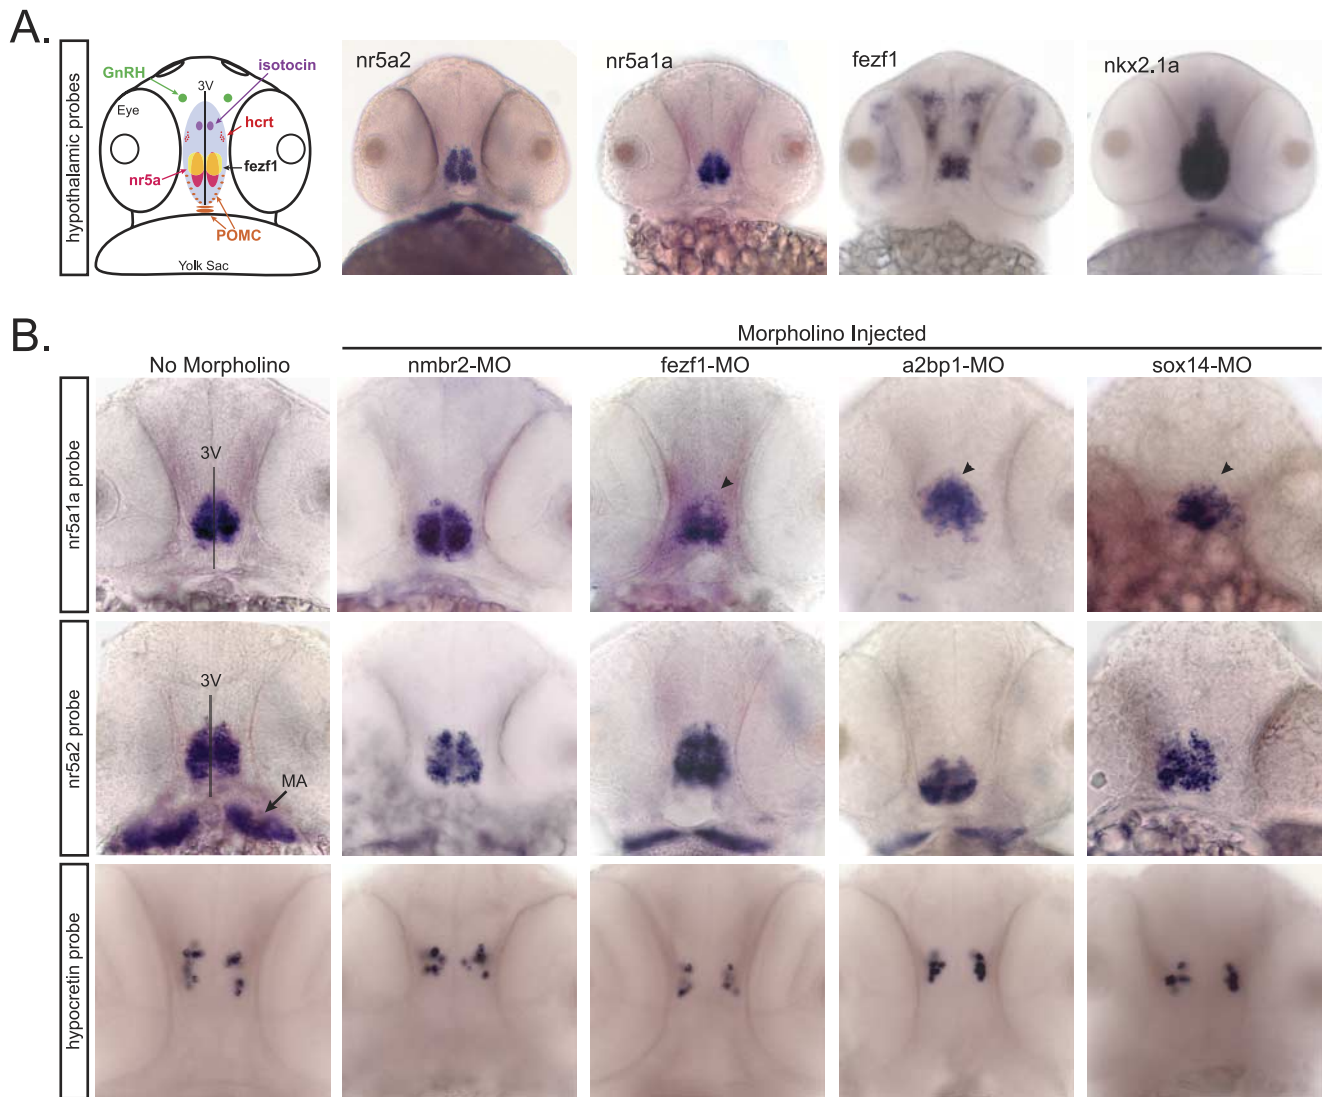 A.
hypothalamic probes
GnRH
isotocin
3V
Eye
hcrt
fezf1
nr5a
POMC
Yolk Sac
nr5a2
nr5a1a
fezf1
nkx2.1a
B.
Morpholino Injected
No Morpholino
nmbr2-MO
fezf1-MO
a2bp1-MO
sox14-MO
nr5a1a probe
3V
nr5a2 probe
3V
MA
hypocretin probe